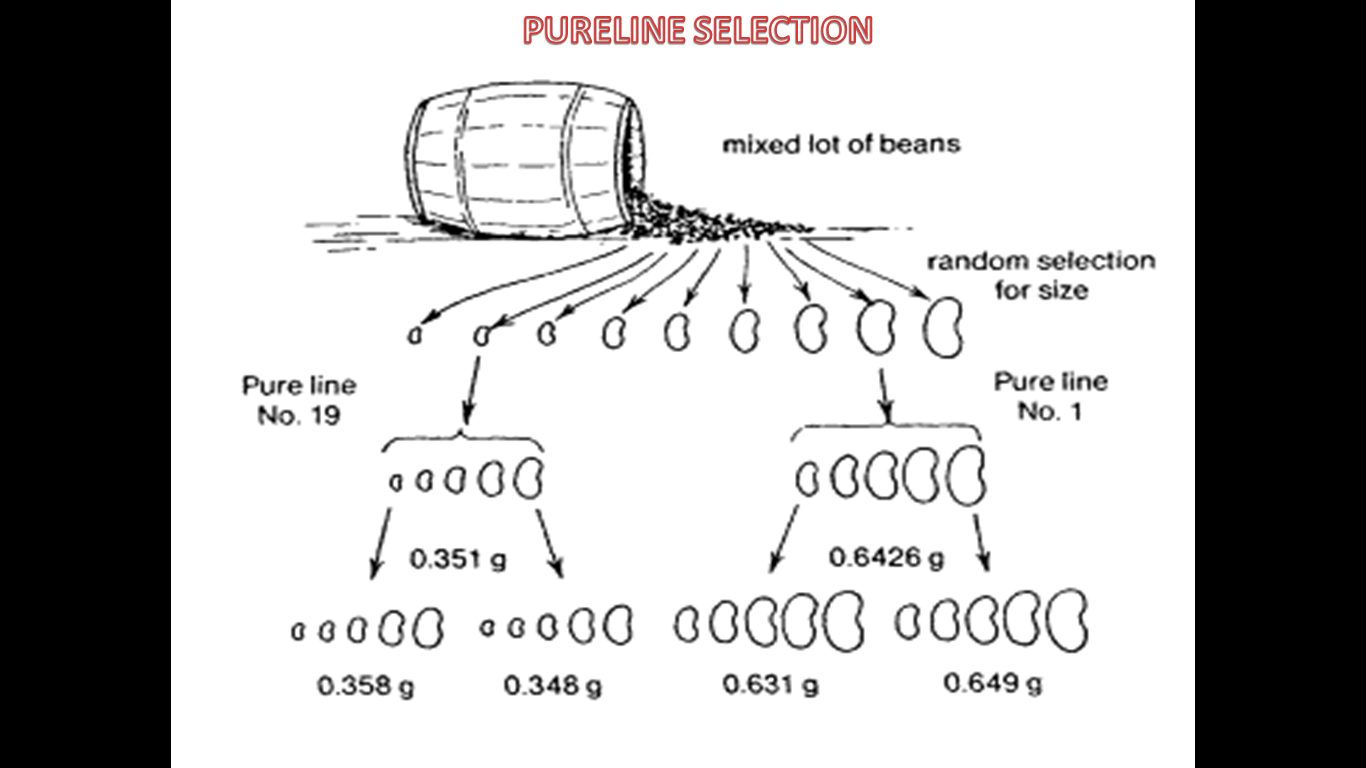 PURELINE SELECTION
mixed lot of beans
random selection
for size
Pure line
No. 19
Pure line
No. 1
0.351 g
0.6426 g
0.358 g
0.348 g
0.631 g
0.649 g